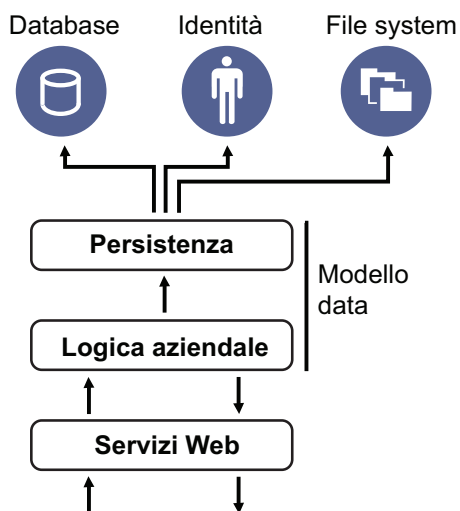 Database Identità File system
Persistenza
Modello
data
Logica aziendale
Servizi Web